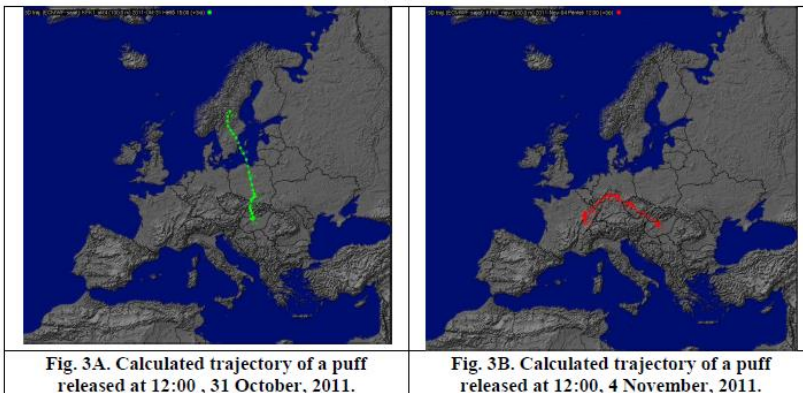 Fig. 3A. Calculated trajectory of a puff
released at 12:00 , 31 October, 2011.
Fig. 3B. Calculated trajectory of a puff
released at 12:00, 4 November, 2011.